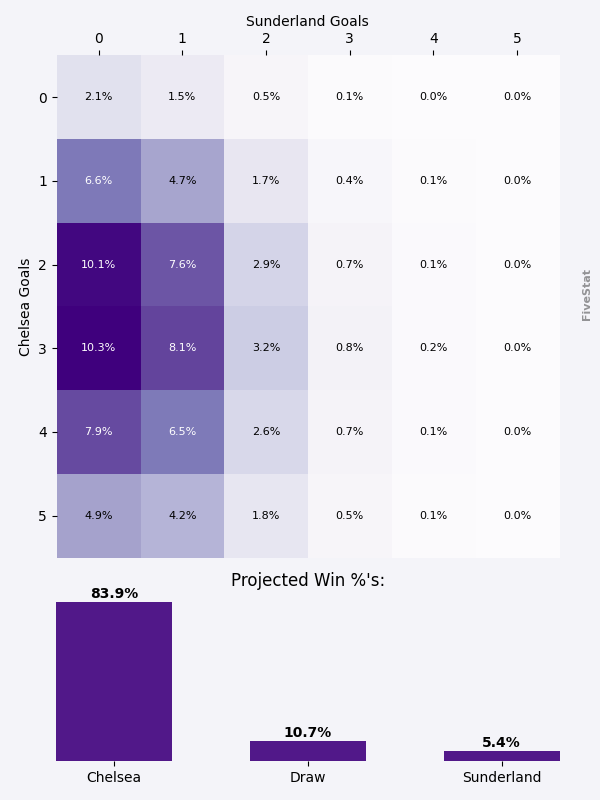 Sunderland Goals
0 1 2 3 4 5
0 2.1% 1.5% 0.5% 0.1% 0.0% 0.0%
1 6.6% 4.7% 1.7% 0.4% 0.1% 0.0%
2 10.1% 7.6% 2.9% 0.7% 0.1% 0.0%
3 10.3% 8.1% 3.2% 0.8% 0.2% 0.0%
4 7.9% 6.5% 2.6% 0.7% 0.1% 0.0%
5 4.9% 4.2% 1.8% 0.5% 0.1% 0.0%
Chelsea Goals
FiveStat
Projected Win %'s:
83.9% 10.7% 5.4%
Chelsea Draw Sunderland